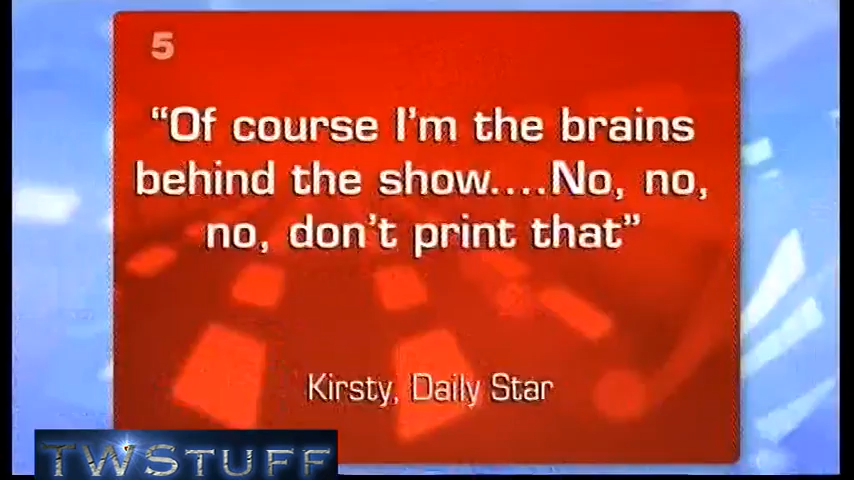 5
“Of course I’m the brains
behind the show....No, no,
no, don’t print that”
Kirsty, Daily Star
TWSTUFF